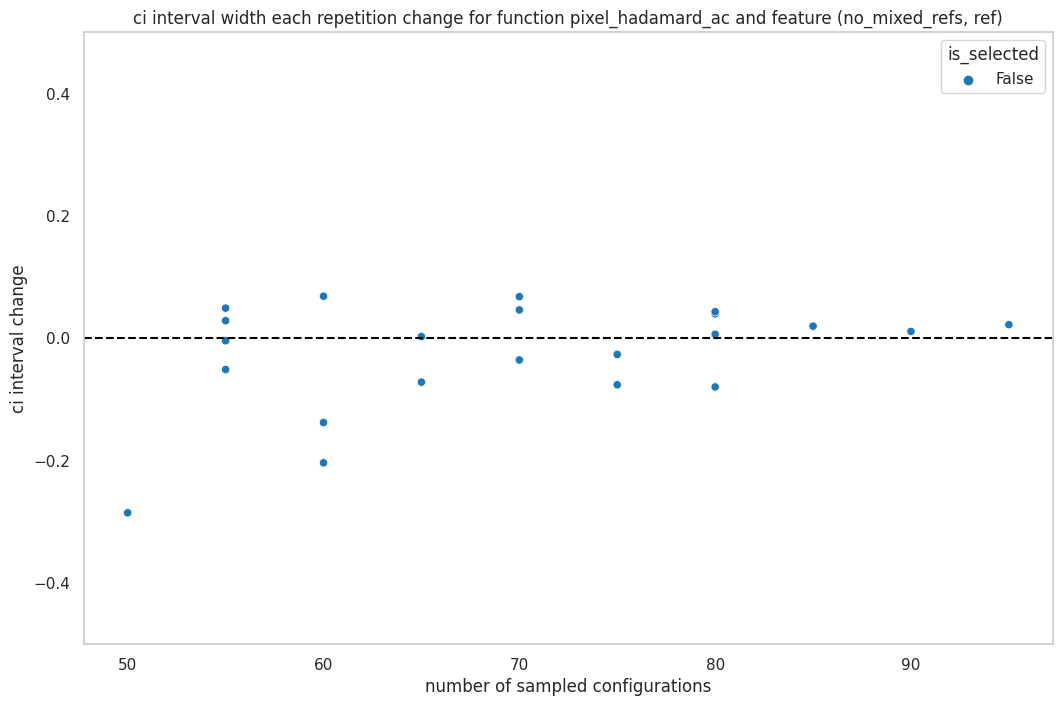 ci interval width each repetition change for function pixel_hadamard_ac and feature (no_mixed_refs, ref)
is_selected
False
ci interval change
0.4
0.2
0.0
−0.2
−0.4
50 60 70 80 90
number of sampled configurations